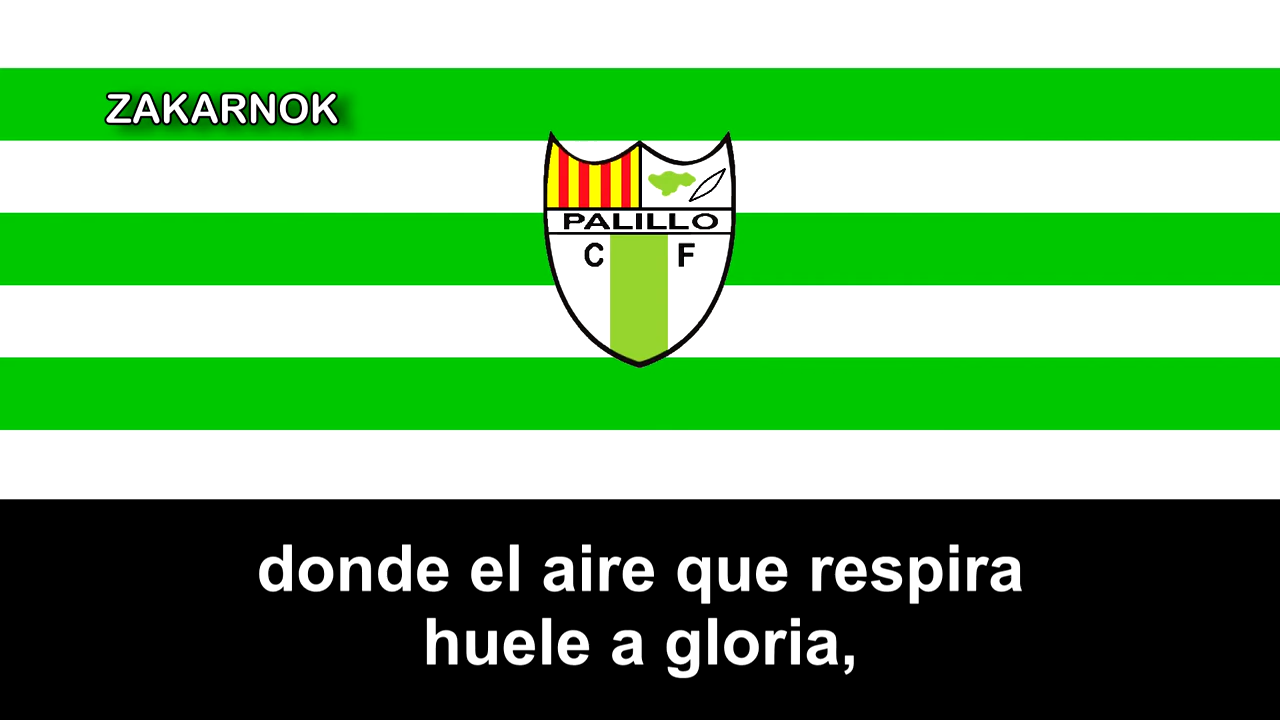 ZAKARNOK
PALILLO
C F
donde el aire que respira
huele a gloria,